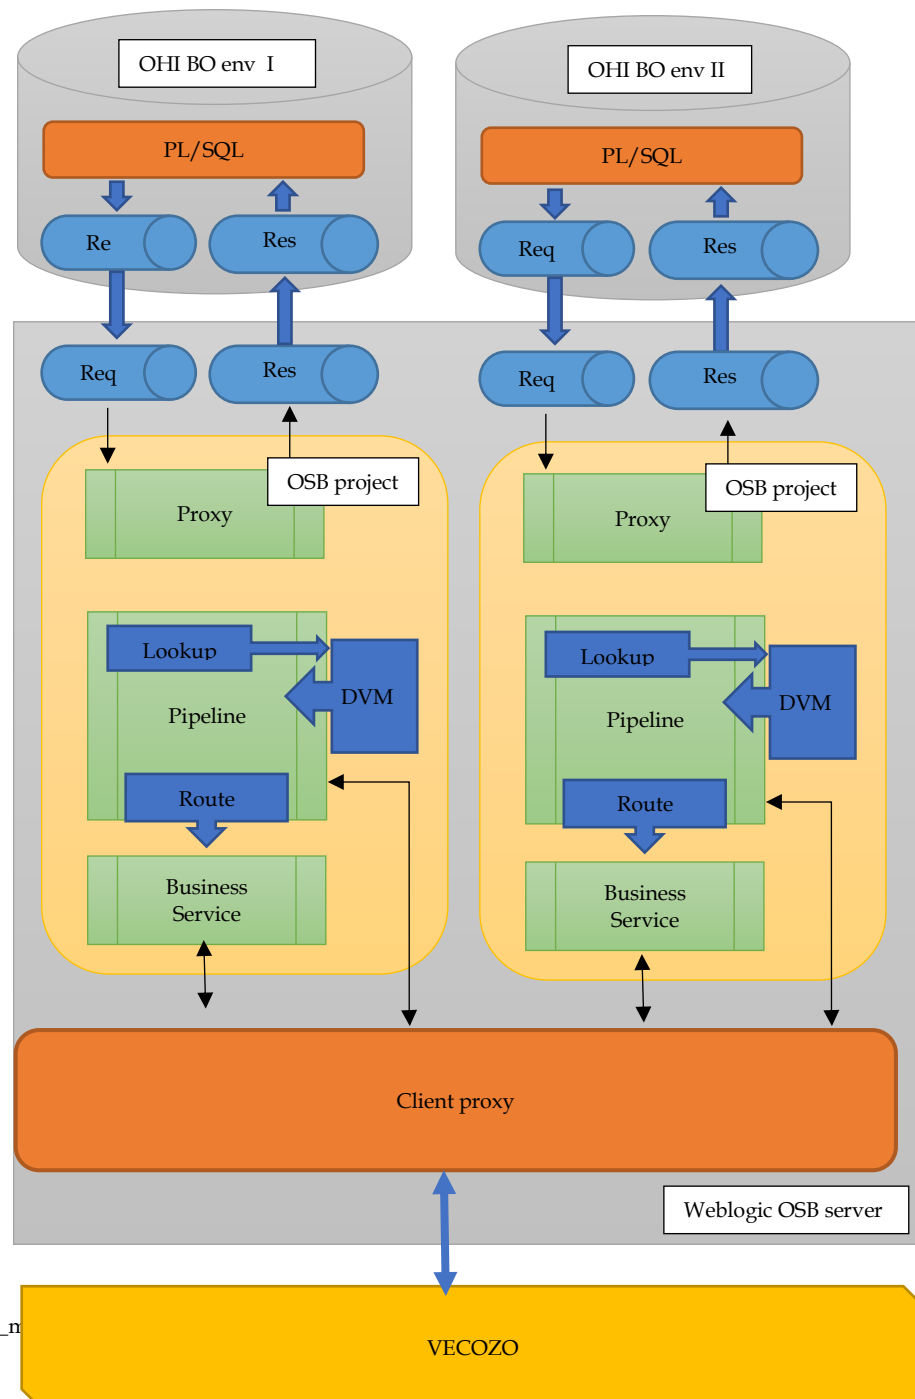 OHI BO env I
OHI BO env II
PL/SQL
PL/SQL
Re
Res
Req
Res
Req
Res
Req
Res
OSB project
OSB project
Proxy
Proxy
Lookup
Lookup
DVM
DVM
Pipeline
Pipeline
Route
Route
Business
Service
Business
Service
Client proxy
Weblogic OSB server
_m
VECOZO